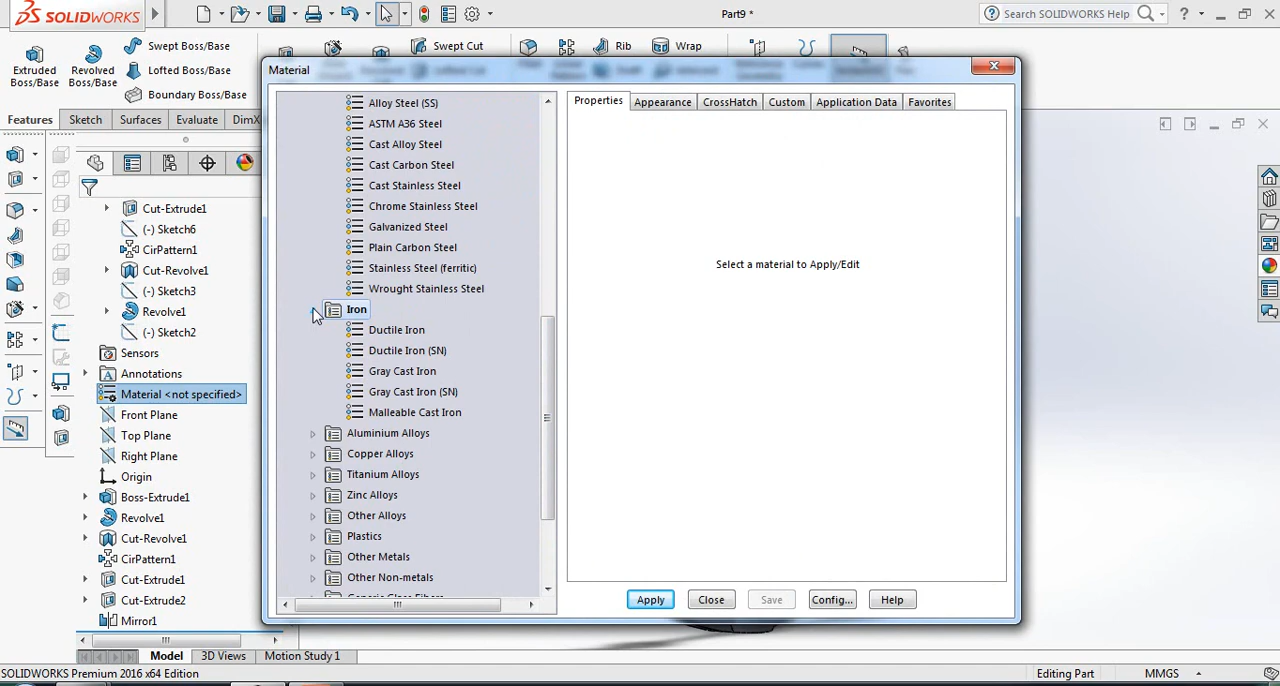 SOLIDWORKS
Part9 *
Search SOLIDWORKS Help
?
Extruded
Boss/Base
Revolved
Boss/Base
Swept Boss/Base
Lofted Boss/Base
Boundary Boss/Base
Swept Cut
Rib
Wrap
Features
Sketch
Surfaces
Evaluate
DimX
Cut-Extrude1
(-) Sketch6
CirPattern1
Cut-Revolve1
(-) Sketch3
Revolve1
(-) Sketch2
Sensors
Annotations
Material <not specified>
Front Plane
Top Plane
Right Plane
Origin
Boss-Extrude1
Revolve1
Cut-Revolve1
CirPattern1
Cut-Extrude1
Cut-Extrude2
Mirror1
Material
Alloy Steel (SS)
ASTM A36 Steel
Cast Alloy Steel
Cast Carbon Steel
Cast Stainless Steel
Chrome Stainless Steel
Galvanized Steel
Plain Carbon Steel
Stainless Steel (ferritic)
Wrought Stainless Steel
Iron
Ductile Iron
Ductile Iron (SN)
Gray Cast Iron
Gray Cast Iron (SN)
Malleable Cast Iron
Aluminium Alloys
Copper Alloys
Titanium Alloys
Zinc Alloys
Other Alloys
Plastics
Other Metals
Other Non-metals
Generic Glass Fibers
Properties
Appearance
CrossHatch
Custom
Application Data
Favorites
Select a material to Apply/Edit
Apply
Close
Save
Config...
Help
Model
3D Views
Motion Study 1
SOLIDWORKS Premium 2016 x64 Edition
Editing Part
MMGS